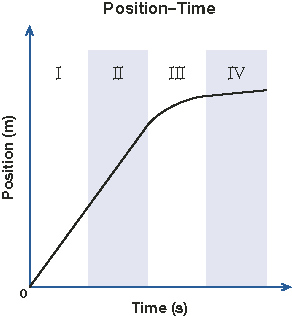 Position–Time
I II III IV
Position (m)
0
Time (s)